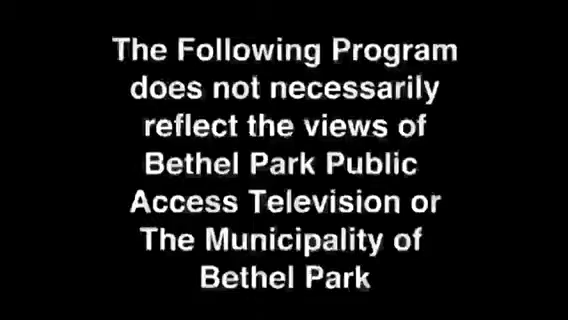 The Following Program
does not necessarily
reflect the views of
Bethel Park Public
Access Television or
The Municipality of
Bethel Park